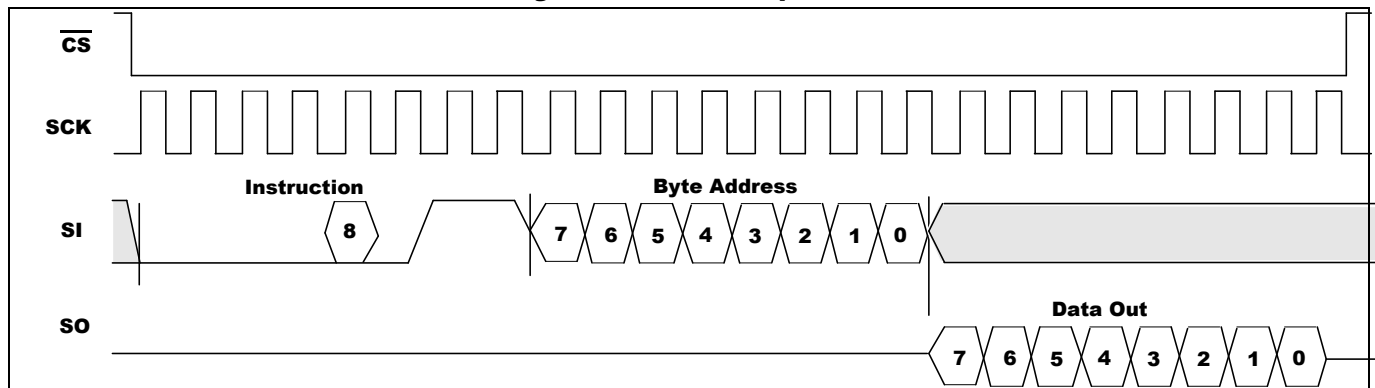 CS
SCK
Instruction
Byte Address
SI
8
7 6 5 4 3 2 1 0
Data Out
SO
7 6 5 4 3 2 1 0